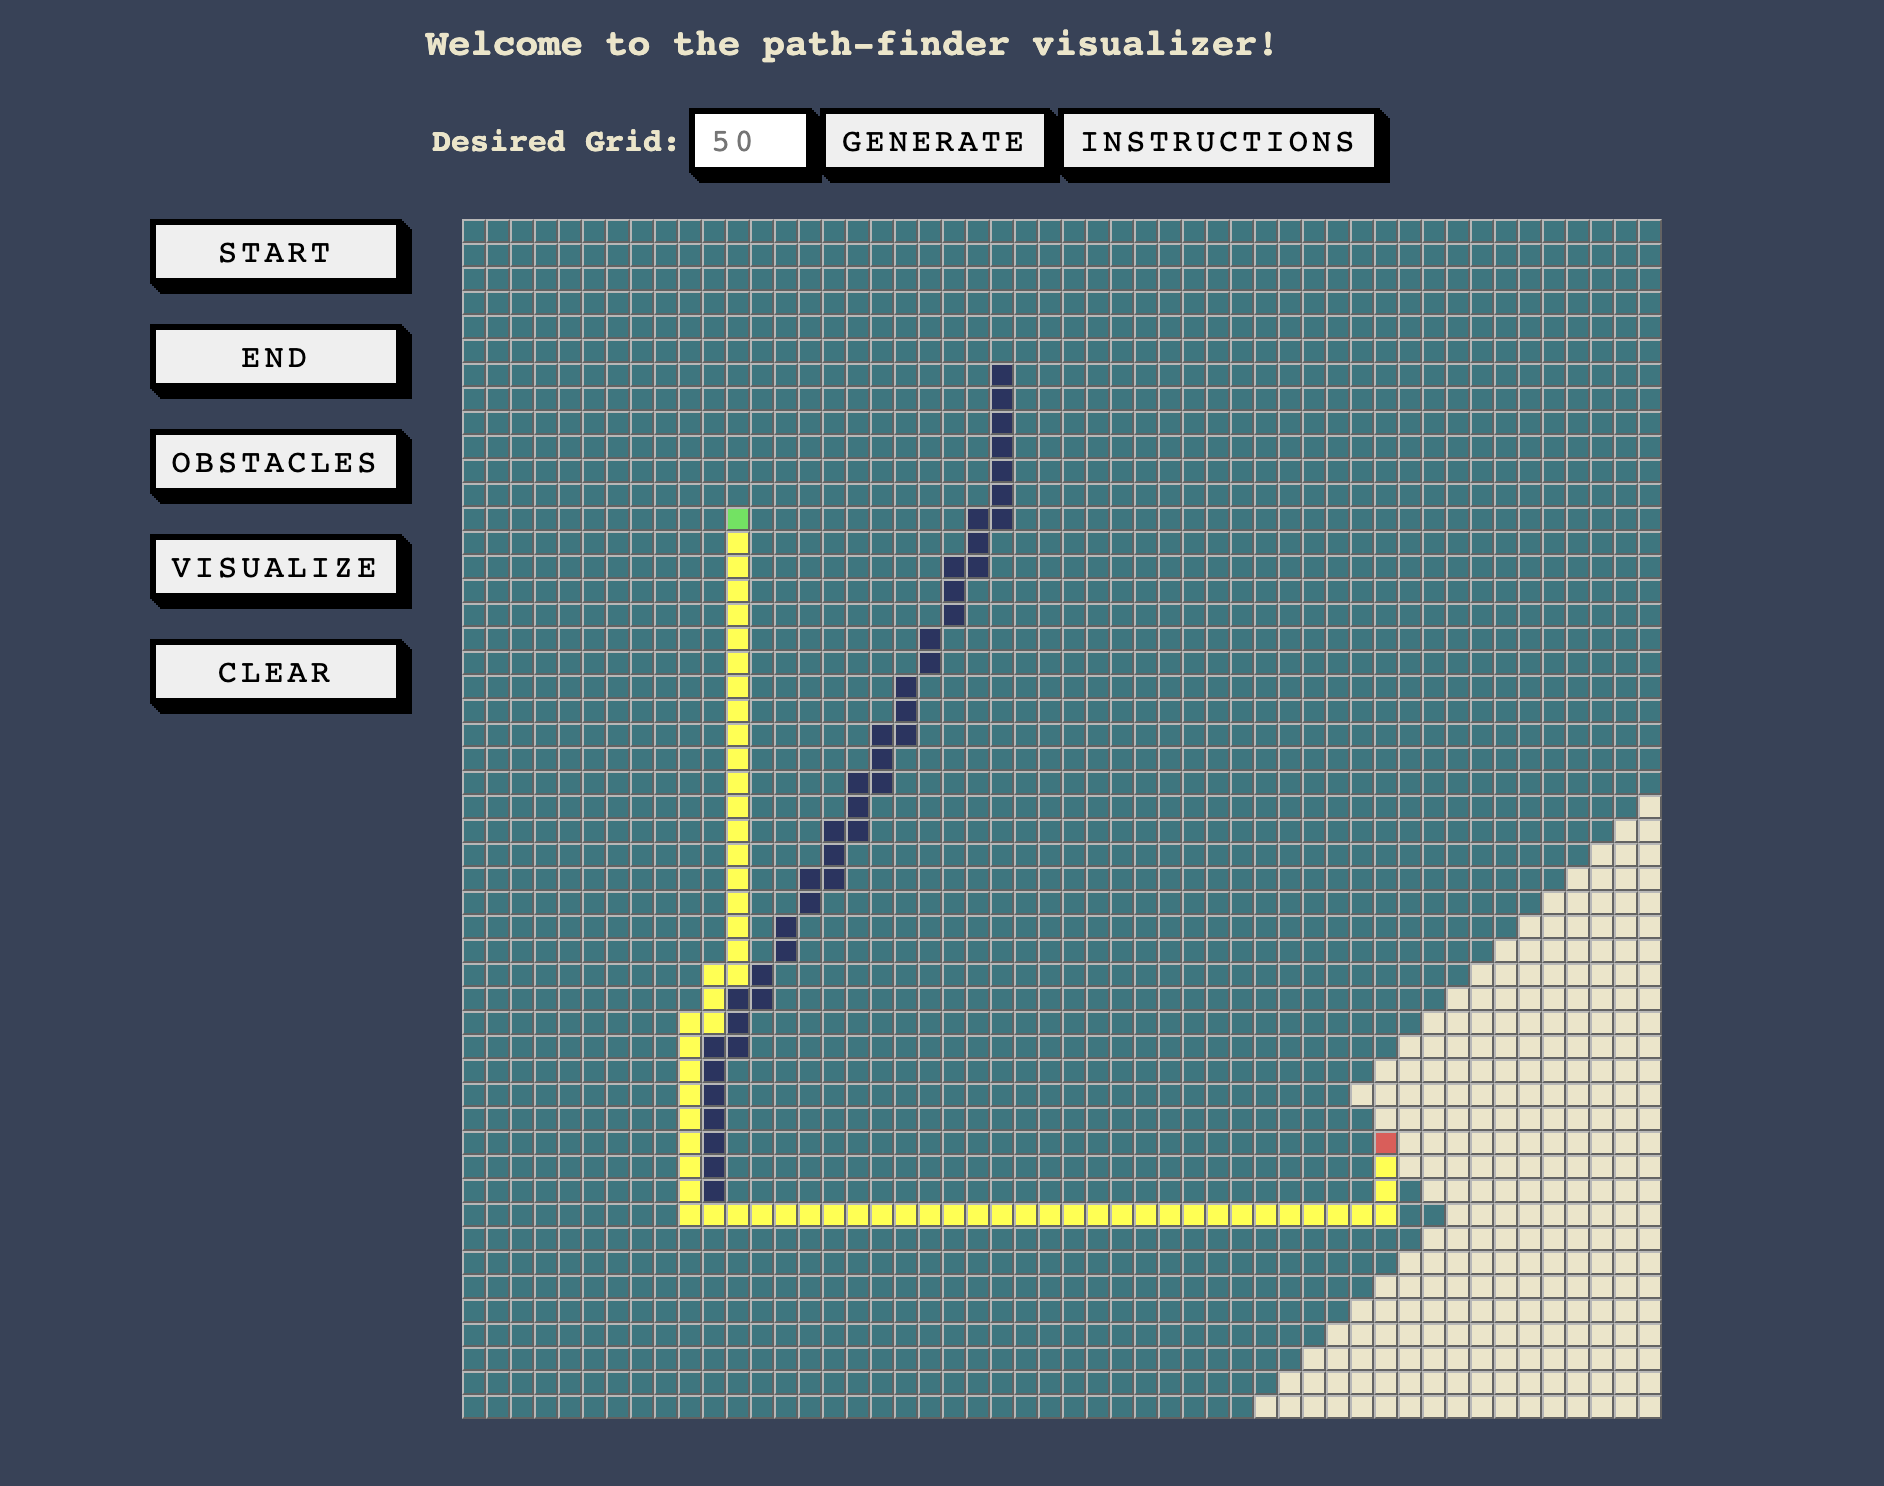 Welcome to the path-finder visualizer!
Desired Grid: 50 GENERATE INSTRUCTIONS
START
END
OBSTACLES
VISUALIZE
CLEAR